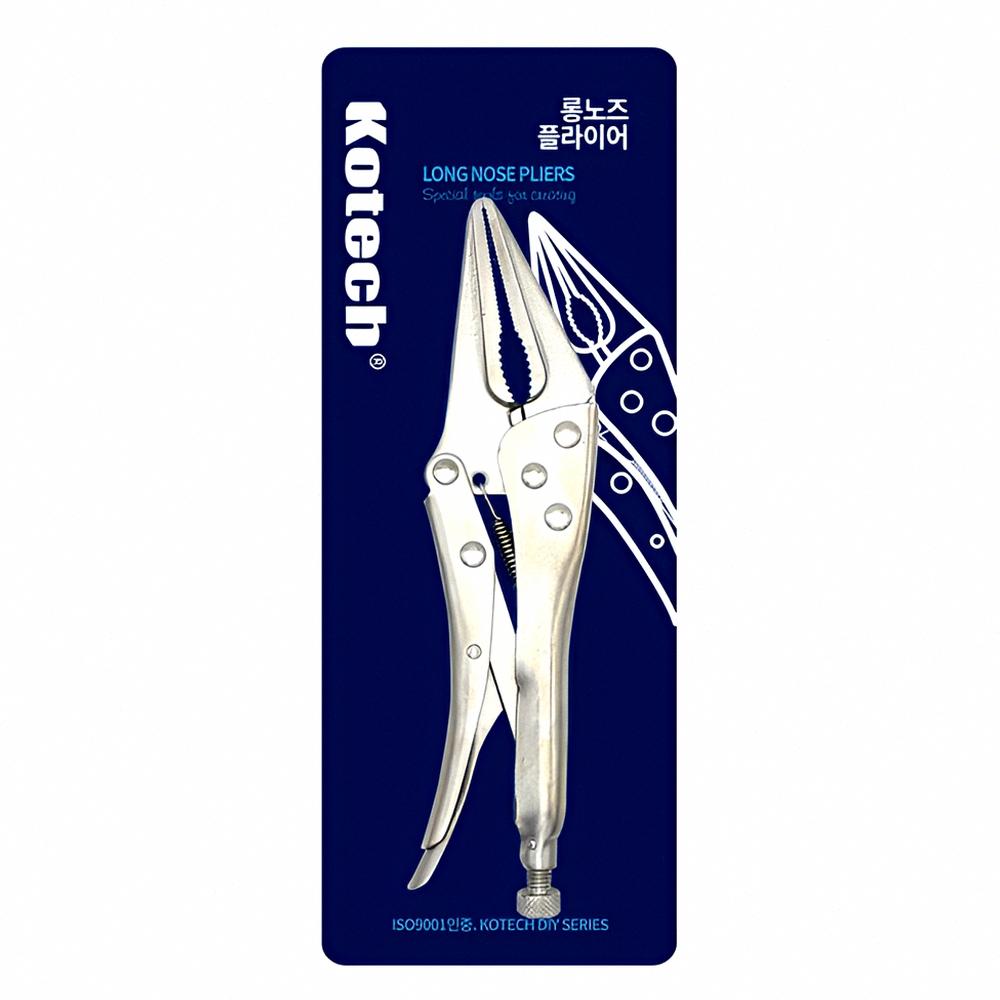 Kotech®
롱노즈
플라이어
LONG NOSE PLIERS
Special tools for
ISO9001인증. KOTECH DIY SERIES